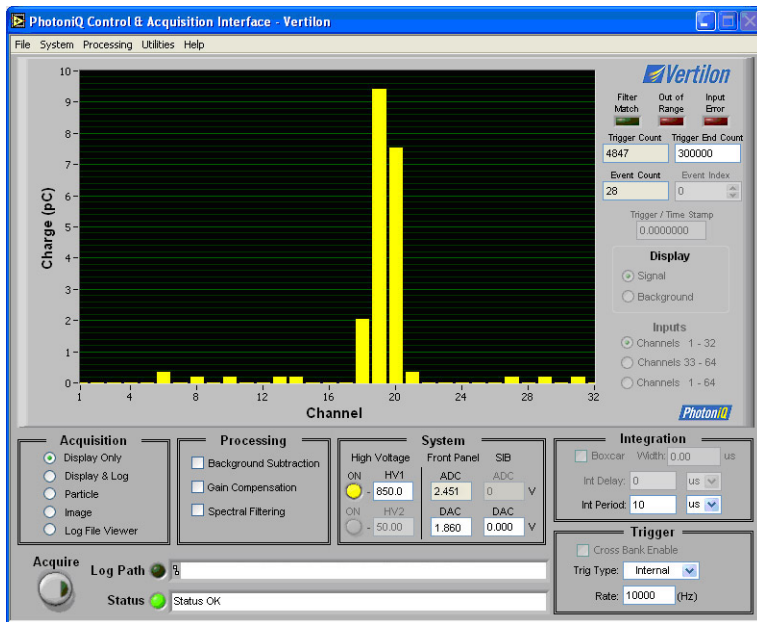 PhotoniQ Control & Acquisition Interface - Vertilon
File System Processing Utilities Help
Vertilon
Filter Match
Out of Range
Input Error
Trigger Count
Trigger End Count
4847
300000
Event Count
Event Index
28
0
Trigger / Time Stamp
0.0000000
Display
Signal
Background
Inputs
Channels 1 - 32
Channels 33 - 64
Channels 1 - 64
PhotoniQ
Charge (pC)
10
9
8
7
6
5
4
3
2
1
0
1 4 8 12 16 20 24 28 32
Channel
Acquisition
Display Only
Display & Log
Particle
Image
Log File Viewer
Processing
Background Subtraction
Gain Compensation
Spectral Filtering
System
High Voltage Front Panel SIB
ON HV1 ADC ADC
- 850.0 2.451 0 V
ON HV2 DAC DAC
- 50.00 1.860 0.000 V
Integration
Boxcar Width: 0.00 us
Int Delay: 0 us
Int Period: 10 us
Trigger
Cross Bank Enable
Trig Type: Internal
Rate: 10000 (Hz)
Acquire
Log Path
Status
Status OK